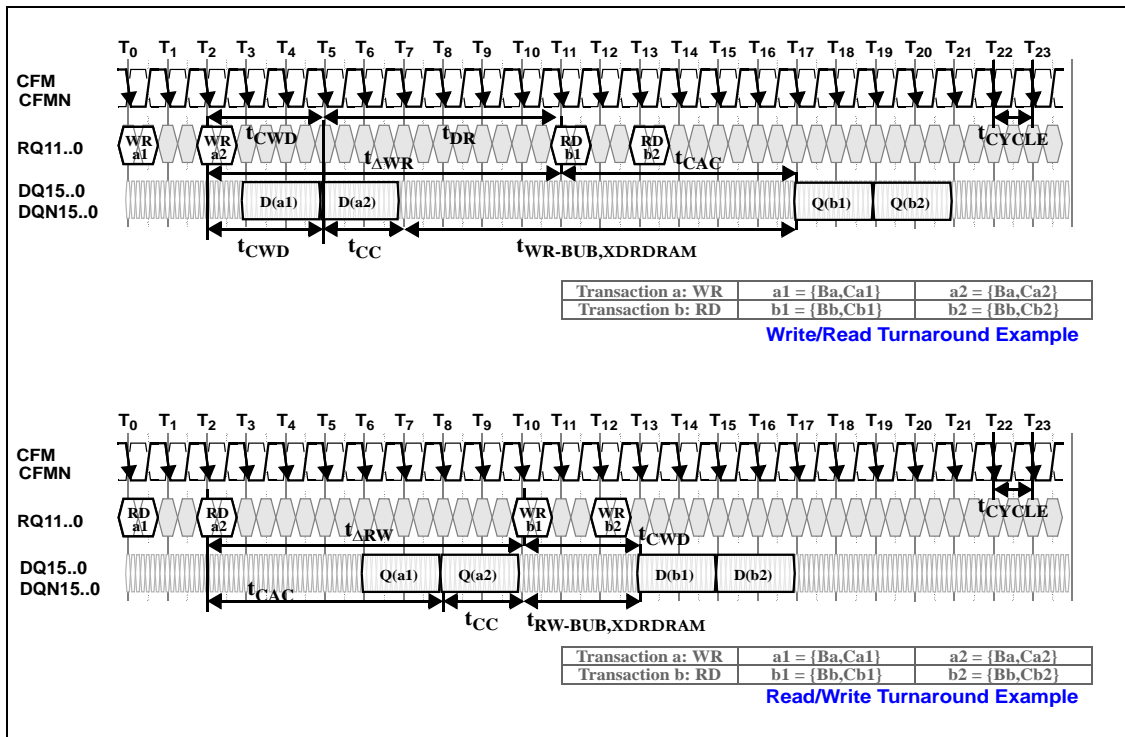 T0 T1 T2 T3 T4 T5 T6 T7 T8 T9 T10 T11 T12 T13 T14 T15 T16 T17 T18 T19 T20 T21 T22 T23
CFM
CFMN
tCWD tDR tCYCLE
RQ11..0 WR a1 WR a2 RD b1 RD b2
tΔWR tCAC
DQ15..0
DQN15..0
D(a1) D(a2) Q(b1) Q(b2)
tCWD tCC tWR-BUB,XDRDRAM
Transaction a: WR a1 = {Ba,Ca1} a2 = {Ba,Ca2}
Transaction b: RD b1 = {Bb,Cb1} b2 = {Bb,Cb2}
Write/Read Turnaround Example
T0 T1 T2 T3 T4 T5 T6 T7 T8 T9 T10 T11 T12 T13 T14 T15 T16 T17 T18 T19 T20 T21 T22 T23
CFM
CFMN
tCYCLE
RQ11..0 RD a1 RD a2 WR b1 WR b2
tΔRW tCWD
DQ15..0
DQN15..0
Q(a1) Q(a2) D(b1) D(b2)
tCAC tCC tRW-BUB,XDRDRAM
Transaction a: WR a1 = {Ba,Ca1} a2 = {Ba,Ca2}
Transaction b: RD b1 = {Bb,Cb1} b2 = {Bb,Cb2}
Read/Write Turnaround Example